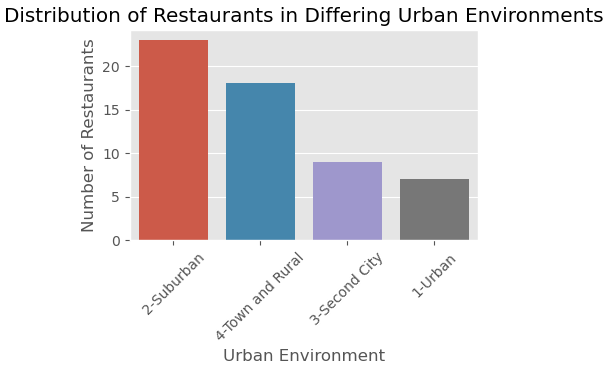 Distribution of Restaurants in Differing Urban Environments
Number of Restaurants
20
15
10
5
0
2-Suburban
4-Town and Rural
3-Second City
1-Urban
Urban Environment